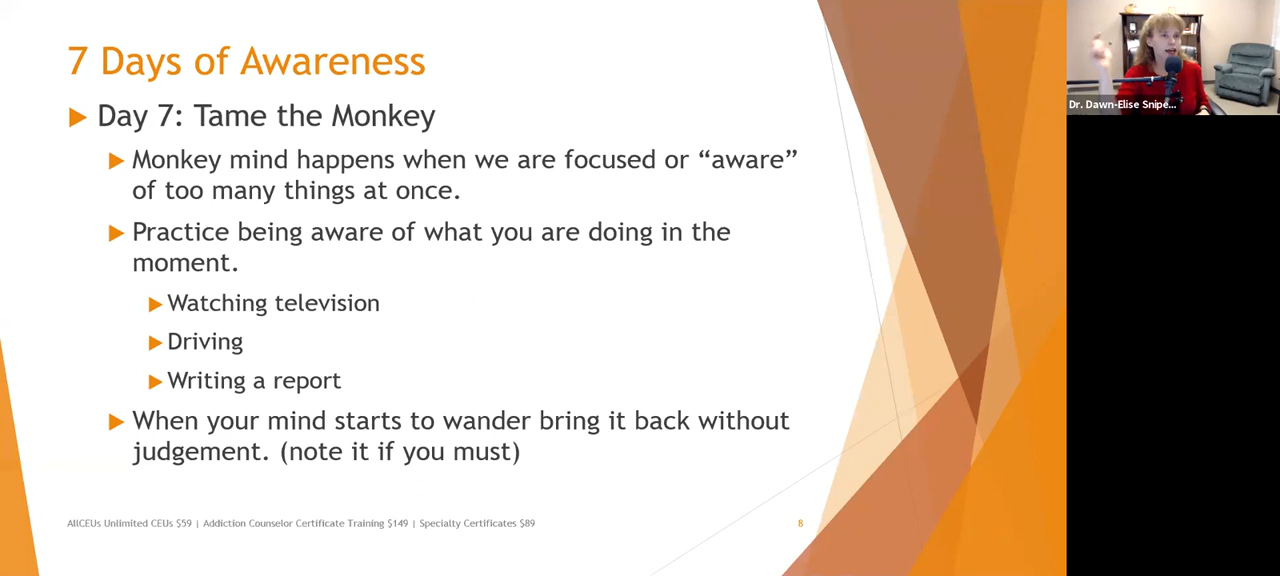 7 Days of Awareness
Day 7: Tame the Monkey
Monkey mind happens when we are focused or “aware”
of too many things at once.
Practice being aware of what you are doing in the
moment.
Watching television
Driving
Writing a report
When your mind starts to wander bring it back without
judgement. (note it if you must)
AllCEUs Unlimited CEUs $59 | Addiction Counselor Certificate Training $149 | Specialty Certificates $89
8
Dr. Dawn-Elise Snipe...